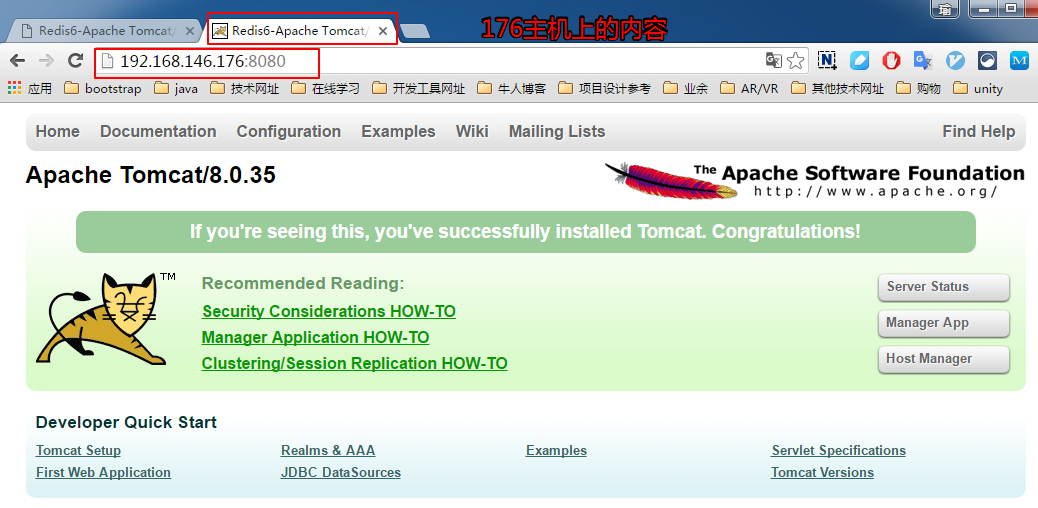 瑞
Redis6-Apache Tomcat/
Redis6-Apache Tomcat/
176主机上的内容
192.168.146.176:8080
应用 bootstrap java 技术网址 在线学习 开发工具网址 牛人博客 项目设计参考 业余 AR/VR 其他技术网址 购物 unity
Home Documentation Configuration Examples Wiki Mailing Lists Find Help
Apache Tomcat/8.0.35
The Apache Software Foundation
http://www.apache.org/
If you're seeing this, you've successfully installed Tomcat. Congratulations!
TM
Recommended Reading:
Security Considerations HOW-TO
Manager Application HOW-TO
Clustering/Session Replication HOW-TO
Server Status
Manager App
Host Manager
Developer Quick Start
Tomcat Setup Realms & AAA Examples Servlet Specifications
First Web Application JDBC DataSources Tomcat Versions